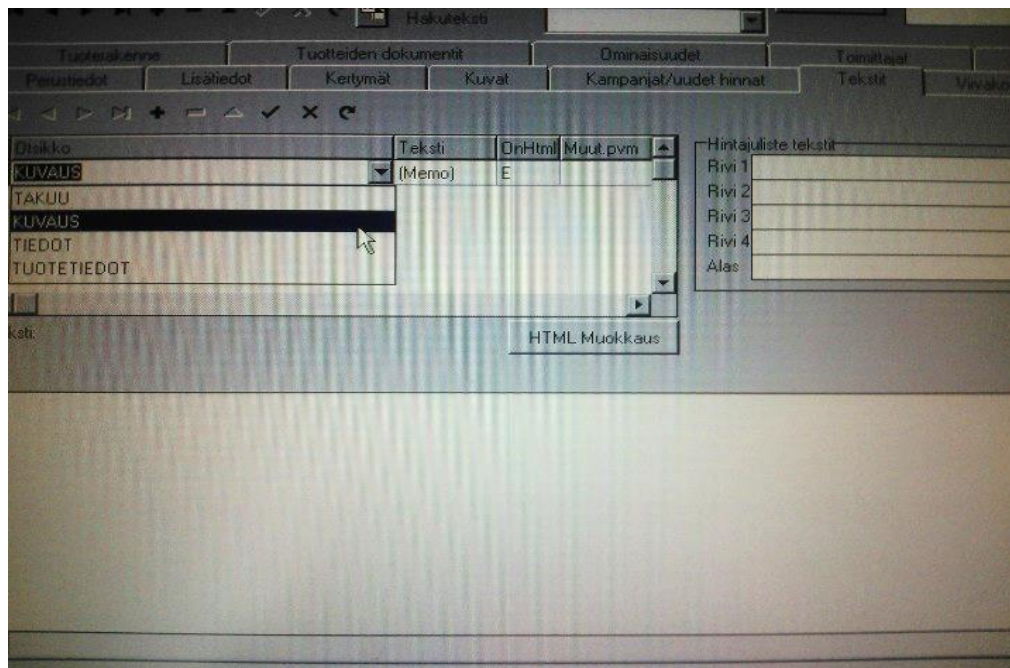 Hakuteksti
Tuoterakenne Tuotteiden dokumentit Ominaisuudet Toimittajat
Perustiedot Lisätiedot Kertymät Kuvat Kampanjat/uudet hinnat Tekstit
Otsikko Teksti OnHtml Muut.pvm
KUVAUS (Memo) E
TAKUU
KUVAUS
TIEDOT
TUOTETIEDOT
Hintajuliste tekstit
Rivi 1
Rivi 2
Rivi 3
Rivi 4
Alas
HTML Muokkaus